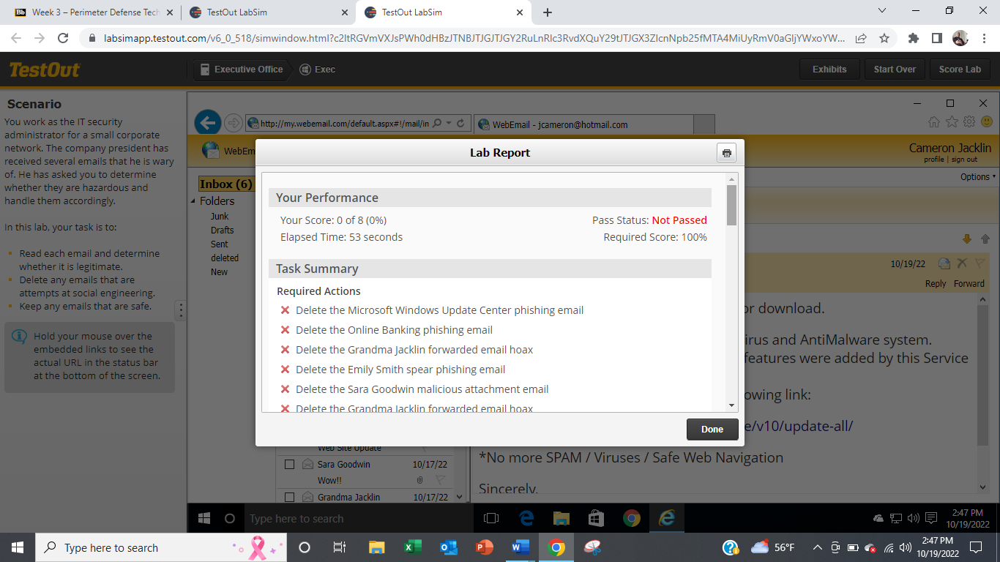 Bb Week 3 – Perimeter Defense Tech
TestOut LabSim
TestOut LabSim
TestOut
Executive Office
Exec
Exhibits
Start Over
Score Lab
Scenario
You work as the IT security
administrator for a small corporate
network. The company president has
received several emails that he is wary
of. He has asked you to determine
whether they are hazardous and
handle them accordingly.
In this lab, your task is to:
Read each email and determine
whether it is legitimate.
Delete any emails that are
attempts at social engineering.
Keep any emails that are safe.
Hold your mouse over the
embedded links to see the
actual URL in the status bar
at the bottom of the screen.
http://my.webemail.com/default.aspx#!/mail/in
WebEmail - jcameron@hotmail.com
WebEm
Cameron Jacklin
profile | sign out
Options
Inbox (6)
Folders
Junk
Drafts
Sent
deleted
New
Lab Report
Your Performance
Your Score: 0 of 8 (0%)
Pass Status: Not Passed
Elapsed Time: 53 seconds
Required Score: 100%
Task Summary
Required Actions
Delete the Microsoft Windows Update Center phishing email
Delete the Online Banking phishing email
Delete the Grandma Jacklin forwarded email hoax
Delete the Emily Smith spear phishing email
Delete the Sara Goodwin malicious attachment email
Delete the Grandma Jacklin forwarded email hoax
Done
10/19/22
Reply Forward
or download.
irus and AntiMalware system.
features were added by this Service
owing link:
e/v10/update-all/
*No more SPAM / Viruses / Safe Web Navigation
Sincerely,
Web Site Update
Sara Goodwin 10/17/22
Wow!!
Grandma Jacklin 10/17/22
Type here to search
2:47 PM
10/19/2022
Type here to search
56°F
2:47 PM
10/19/2022